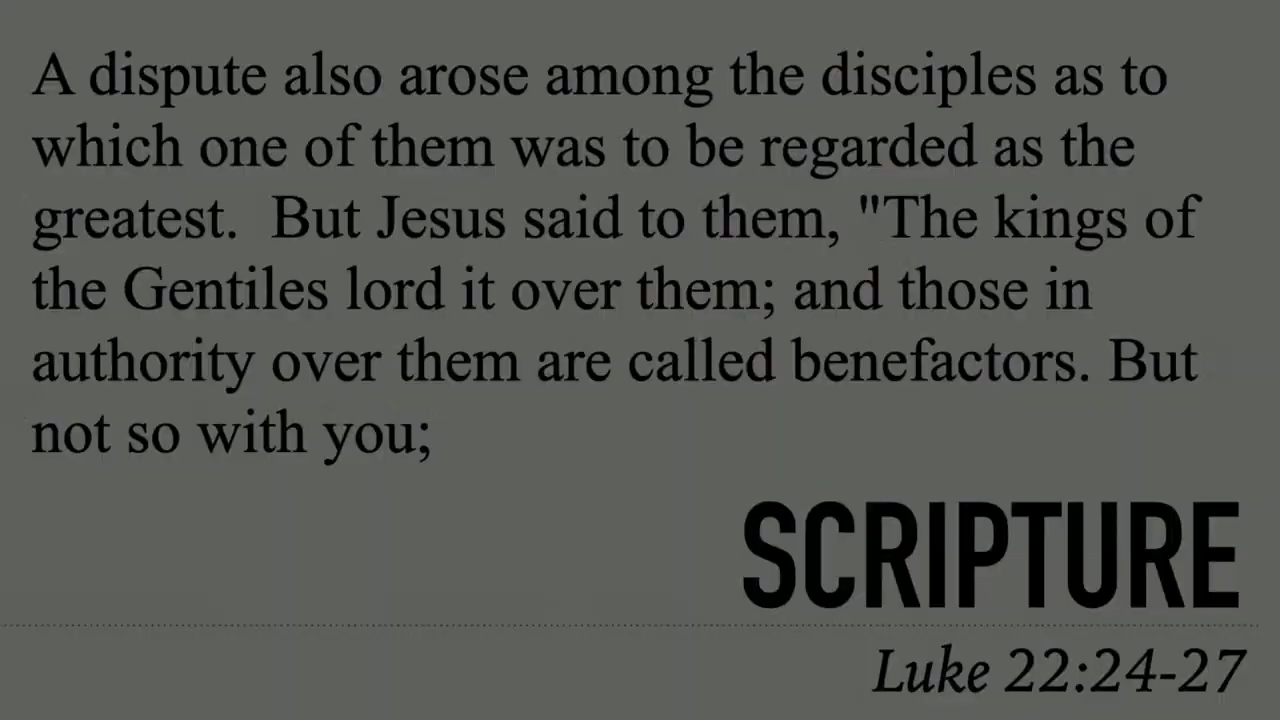 A dispute also arose among the disciples as to
which one of them was to be regarded as the
greatest.  But Jesus said to them, "The kings of
the Gentiles lord it over them; and those in
authority over them are called benefactors. But
not so with you;
SCRIPTURE
Luke 22:24-27